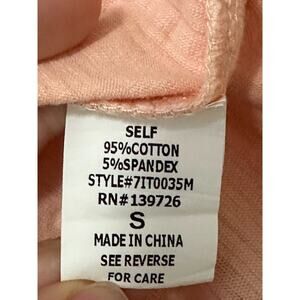 SELF
95%COTTON
5%SPANDEX
STYLE#7IT0035M
RN#139726
S
MADE IN CHINA
SEE REVERSE
FOR CARE